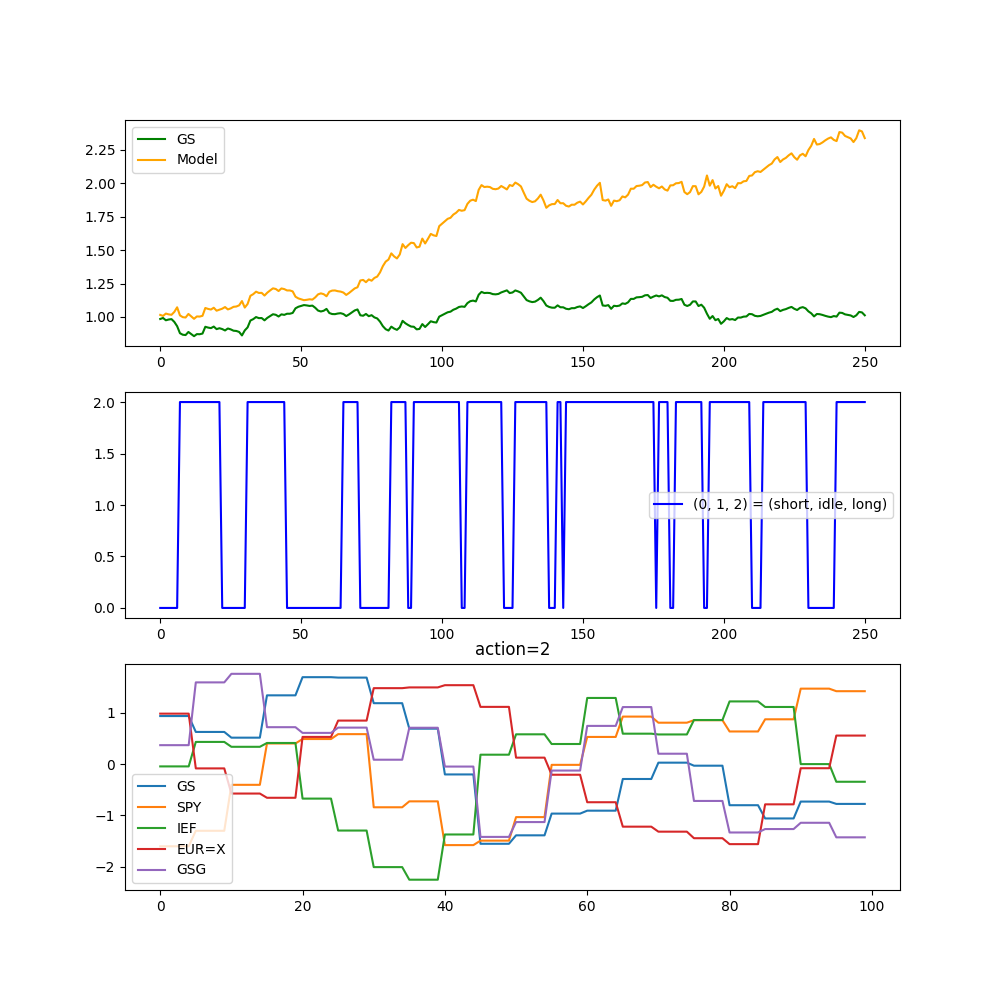 GS
Model
2.25
2.00
1.75
1.50
1.25
1.00
0 50 100 150 200 250
2.0
1.5
1.0
0.5
0.0
(0, 1, 2) = (short, idle, long)
0 50 100 150 200 250
action=2
1
0
−1
−2
GS
SPY
IEF
EUR=X
GSG
0 20 40 60 80 100